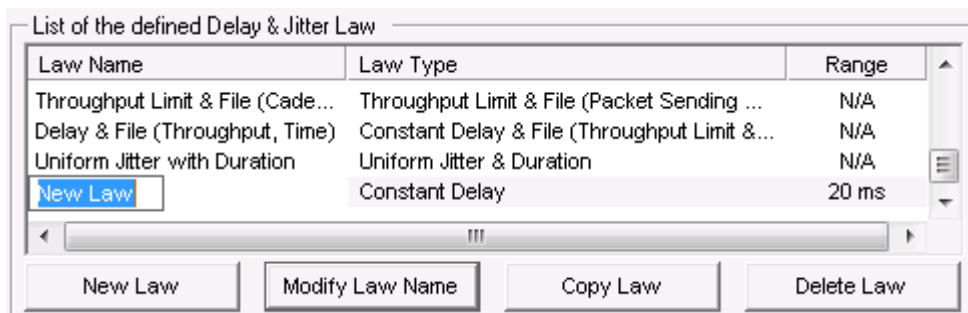 List of the defined Delay & Jitter Law
Law Name Law Type Range
Throughput Limit & File (Cade... Throughput Limit & File (Packet Sending ... N/A
Delay & File (Throughput, Time) Constant Delay & File (Throughput Limit &... N/A
Uniform Jitter with Duration Uniform Jitter & Duration N/A
New Law Constant Delay 20 ms
New Law Modify Law Name Copy Law Delete Law